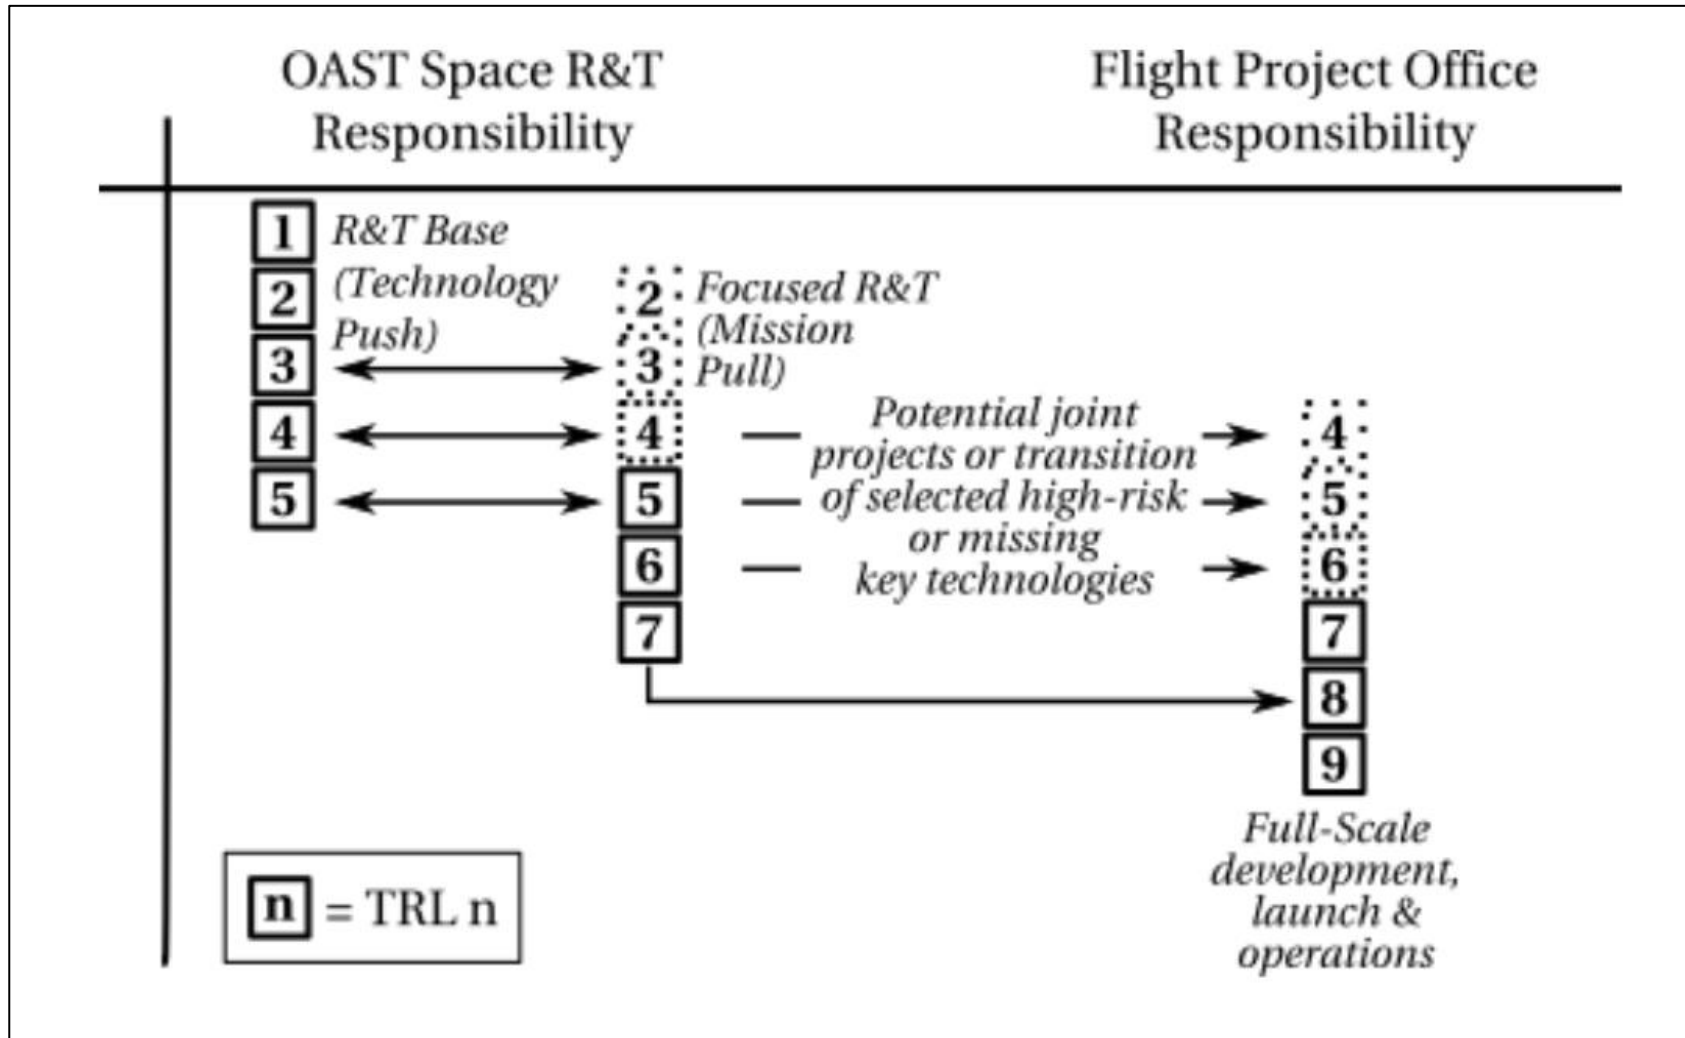 OAST Space R&T
Responsibility
Flight Project Office
Responsibility
1
2
3
4
5
R&T Base
(Technology
Push)
2
3
4
5
6
7
Focused R&T
(Mission
Pull)
Potential joint
projects or transition
of selected high-risk
or missing
key technologies
4
5
6
7
8
9
Full-Scale
development,
launch &
operations
n = TRL n